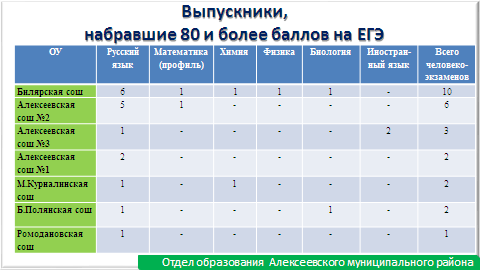 Выпускники,
набравшие 80 и более баллов на ЕГЭ
ОУ Русский язык Математика (профиль) Химия Физика Биология Иностран-ный язык Всего человеко-экзаменов
Билярская сош 6 1 1 1 1 - 10
Алексеевская сош №2 5 1 - - - - 6
Алексеевская сош №3 1 - - - - 2 3
Алексеевская сош №1 2 - - - - - 2
М.Курналинская сош 1 - 1 - - - 2
Б.Полянская сош 1 - - - 1 - 2
Ромодановская сош 1 - - - - - 1
Отдел образования Алексеевского муниципального района